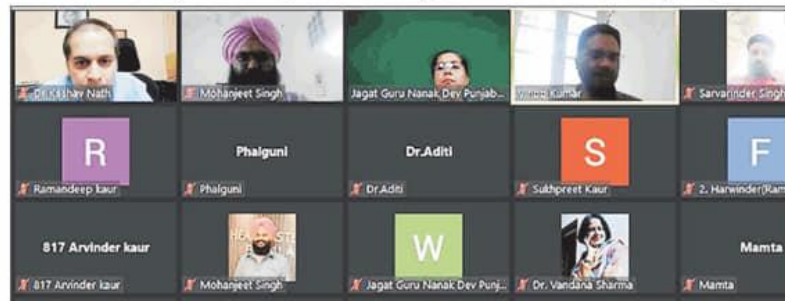 Dr. Keshav Nath
Mohanjeet Singh
Jagat Guru Nanak Dev Punjab...
Kumar
Sarvarinder Singh
R
Phalguni
Dr.Aditi
S
F
Ramandeep kaur
Phalguni
Dr.Aditi
Sukhpreet Kaur
2. Harwinder(Ram
817 Arvinder kaur
W
Mamta
817 Arvinder kaur
Mohanjeet Singh
Jagat Guru Nanak Dev Punj...
Dr. Vandana Sharma
Mamta